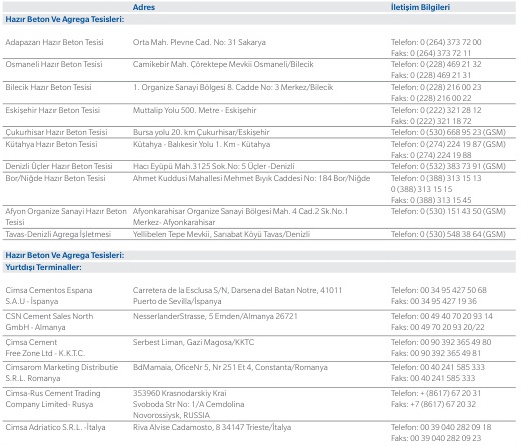 Adres İletişim Bilgileri
Hazır Beton Ve Agrega Tesisleri:
Adapazarı Hazır Beton Tesisi Orta Mah. Plevne Cad. No: 31 Sakarya Telefon: 0 (264) 373 72 00
Faks: 0 (264) 373 72 11
Osmaneli Hazır Beton Tesisi Camikebir Mah. Çörektepe Mevkii Osmaneli/Bilecik Telefon: 0 (228) 469 21 32
Faks: 0 (228) 469 21 31
Bilecik Hazır Beton Tesisi 1. Organize Sanayi Bölgesi 8. Cadde No: 3 Merkez/Bilecik Telefon: 0 (228) 216 00 23
Faks: 0 (228) 216 00 22
Eskişehir Hazır Beton Tesisi Muttalip Yolu 500. Metre - Eskişehir Telefon: 0 (222) 321 28 12
Faks: 0 (222) 321 18 72
Çukurhisar Hazır Beton Tesisi Bursa yolu 20. km Çukurhisar/Eskişehir Telefon: 0 (530) 668 95 23 (GSM)
Kütahya Hazır Beton Tesisi Kütahya - Balıkesir Yolu 1. Km - Kütahya Telefon: 0 (274) 224 19 87 (GSM)
Faks: 0 (274) 224 19 88
Denizli Üçler Hazır Beton Tesisi Hacı Eyüpü Mah.3125 Sok.No: 5 Üçler -Denizli Telefon: 0 (532) 383 73 91 (GSM)
Bor/Niğde Hazır Beton Tesisi Ahmet Kuddusi Mahallesi Mehmet Bıyık Caddesi No: 184 Bor/Niğde Telefon: 0 (388) 313 15 13
0 (388) 313 15 15
Faks: 0 (388) 313 15 45
Afyon Organize Sanayi Hazır Beton Afyonkarahisar Organize Sanayi Bölgesi Mah. 4 Cad.2 Sk.No.1 Telefon: 0 (530) 151 43 50 (GSM)
Tesisi Merkez- Afyonkarahisar
Tavas-Denizli Agrega İşletmesi Yellibelen Tepe Mevkii, Sarıabat Köyü Tavas/Denizli Telefon: 0 (530) 548 38 64 (GSM)
Hazır Beton Ve Agrega Tesisleri:
Yurtdışı Terminaller:
Cimsa Cementos Espana Carretera de la Esclusa S/N, Darsena del Batan Notre, 41011 Telefon: 00 34 95 427 50 68
S.A.U - İspanya Puerto de Sevilla/İspanya Faks: 00 34 95 427 19 36
CSN Cement Sales North NesserlanderStrasse, 5 Emden/Almanya 26721 Telefon: 00 49 40 70 20 93 14
GmbH - Almanya Faks: 00 49 70 20 93 20/22
Çimsa Cement Serbest Liman, Gazi Magosa/KKTC Telefon: 00 90 392 365 49 80
Free Zone Ltd - K.K.T.C. Faks: 00 90 392 365 49 81
Cimsarom Marketing Distributie BdMamaia, OficeNr 5, Nr 251 Et 4, Constanta/Romanya Telefon: 00 40 241 585 333
S.R.L. Romanya Faks: 00 40 241 585 333
Cimsa-Rus Cement Trading 353960 Krasnodarskiy Krai Telefon: + (8617) 67 20 31
Company Limited- Rusya Svoboda Str No: 1/A Cemdolina Faks: +7 (8617) 67 20 32
Novorossiysk, RUSSIA
Cimsa Adriatico S.R.L. -İtalya Riva Alvise Cadamosto, 8 34147 Trieste/İtalya Telefon: 00 39 040 282 09 18
Faks: 00 39 040 282 09 23